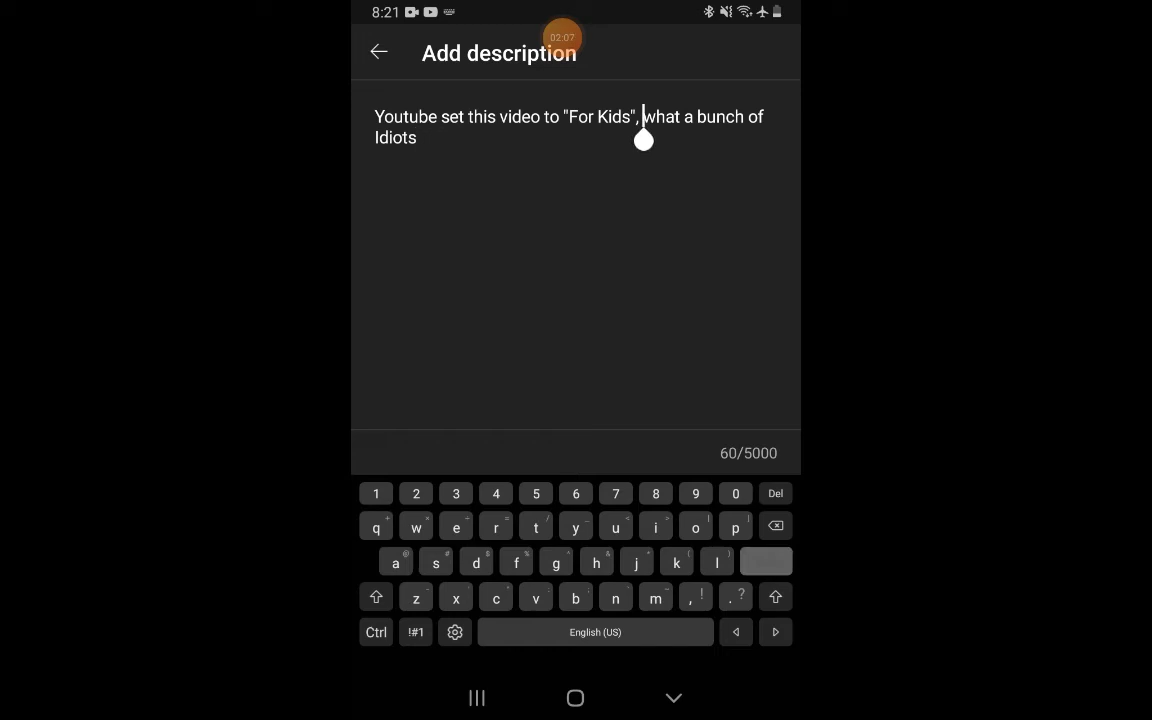 8:21
02:07
Add description
Youtube set this video to "For Kids", what a bunch of
Idiots
60/5000
1 2 3 4 5 6 7 8 9 0 Del
q w e r t y u i o p
a s d f g h j k l
z x c v b n m , ! . ?
Ctrl !#1 English (US)